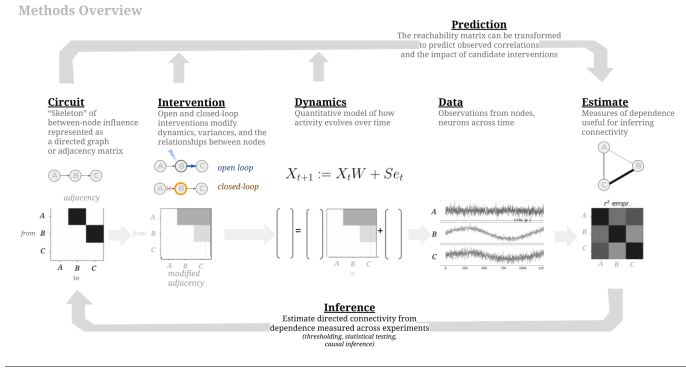 Methods Overview
Prediction
The reachability matrix can be transformed
to predict observed correlations
and the impact of candidate interventions
Circuit
"Skeleton" of
between-node influence
represented as
a directed graph
or adjacency matrix
A B C
adjacency
A
from B
C
A B C
to
Intervention
Open and closed-loop
interventions modify
dynamics, variances, and the
relationships between nodes
A B C open loop
A B C closed-loop
A
from B
C
A B C
modified
adjacency
Dynamics
Quantitative model of how
activity evolves over time
X_{t+1} := X_t W + Se_t
= +
A B C
to
Data
Observations from nodes,
neurons across time
A
B
C
0 250 500 750 1000
Estimate
Measures of dependence
useful for inferring
connectivity
A
B
C
r² empr.
A
B
C
A B C
Inference
Estimate directed connectivity from
dependence measured across experiments
(thresholding, statistical testing,
causal inference)